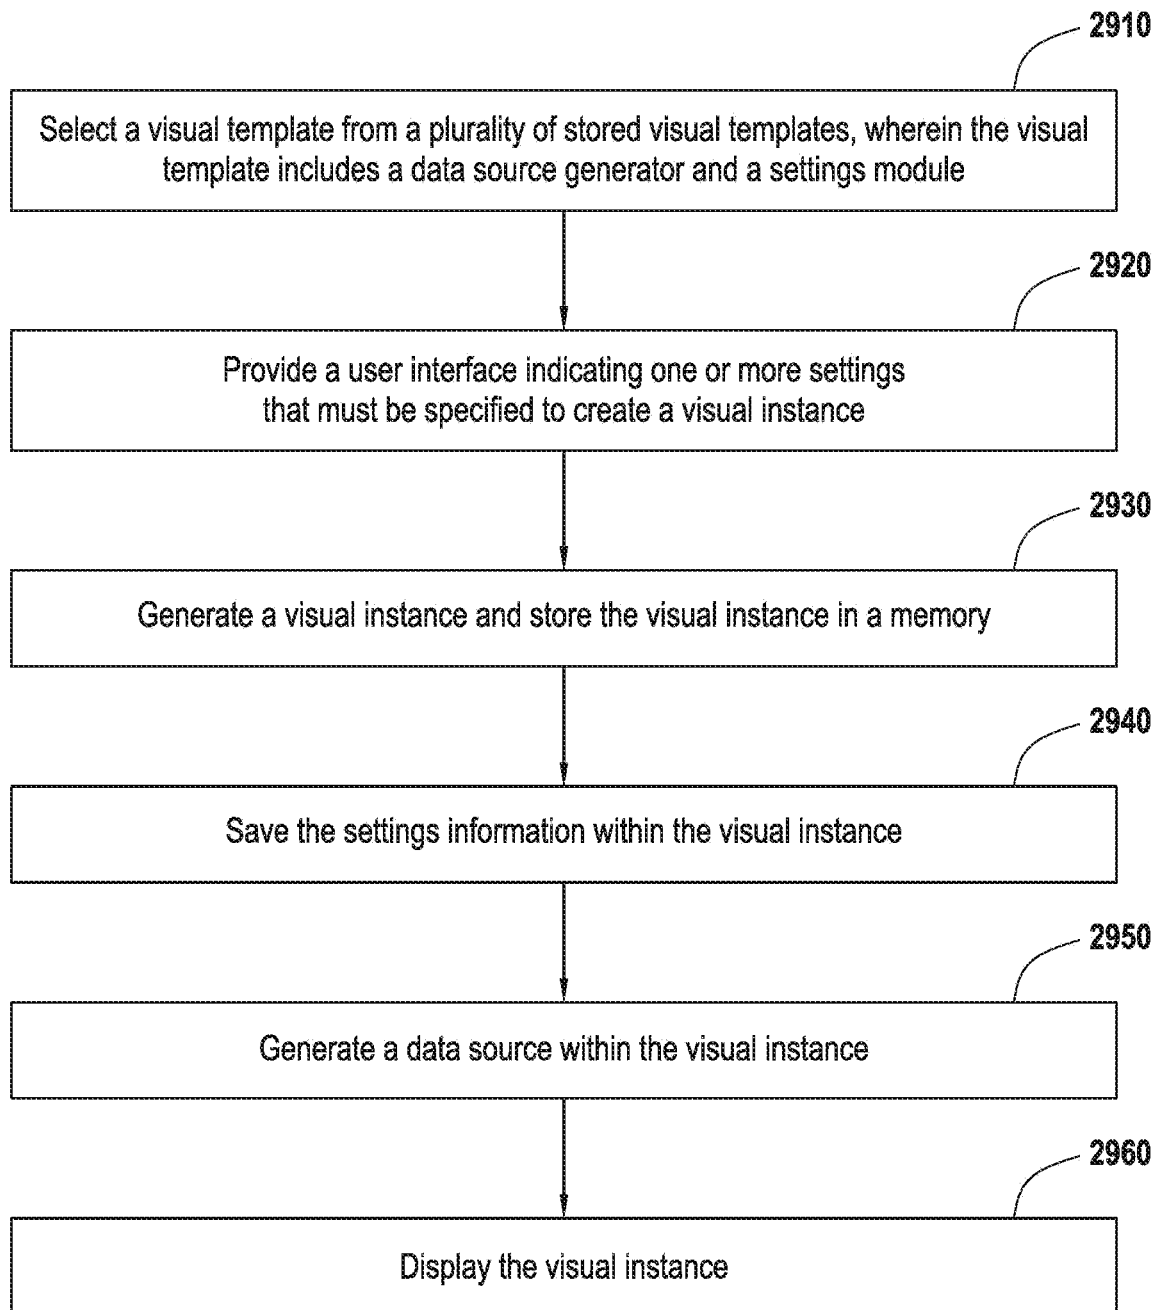 2910
Select a visual template from a plurality of stored visual templates, wherein the visual
template includes a data source generator and a settings module
2920
Provide a user interface indicating one or more settings
that must be specified to create a visual instance
2930
Generate a visual instance and store the visual instance in a memory
2940
Save the settings information within the visual instance
2950
Generate a data source within the visual instance
2960
Display the visual instance